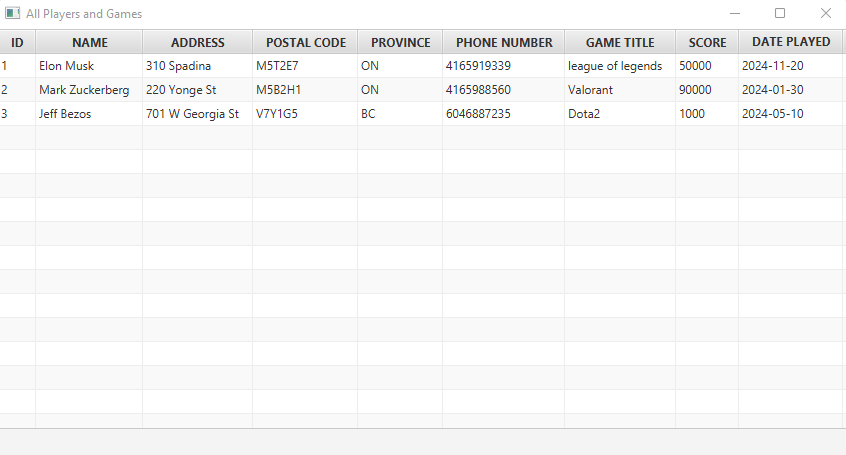 All Players and Games
ID NAME ADDRESS POSTAL CODE PROVINCE PHONE NUMBER GAME TITLE SCORE DATE PLAYED
1 Elon Musk 310 Spadina M5T2E7 ON 4165919339 league of legends 50000 2024-11-20
2 Mark Zuckerberg 220 Yonge St M5B2H1 ON 4165988560 Valorant 90000 2024-01-30
3 Jeff Bezos 701 W Georgia St V7Y1G5 BC 6046887235 Dota2 1000 2024-05-10